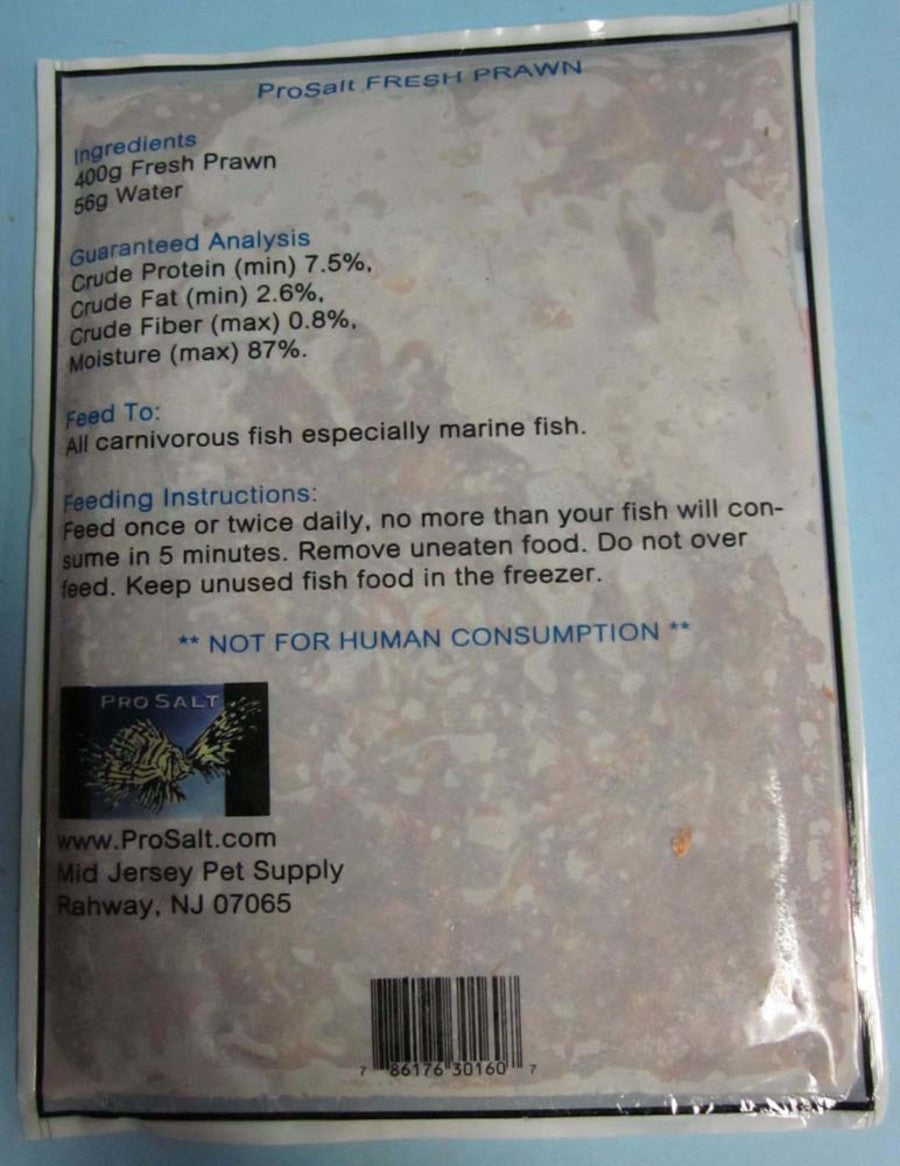 ProSalt FRESH PRAWN
Ingredients
400g Fresh Prawn
56g Water
Guaranteed Analysis
Crude Protein (min) 7.5%,
Crude Fat (min) 2.6%,
Crude Fiber (max) 0.8%,
Moisture (max) 87%.
Feed To:
All carnivorous fish especially marine fish.
Feeding Instructions:
Feed once or twice daily, no more than your fish will con-
sume in 5 minutes. Remove uneaten food. Do not over
feed. Keep unused fish food in the freezer.
** NOT FOR HUMAN CONSUMPTION **
PRO SALT
www.ProSalt.com
Mid Jersey Pet Supply
Rahway, NJ 07065
7 86176 30160 7